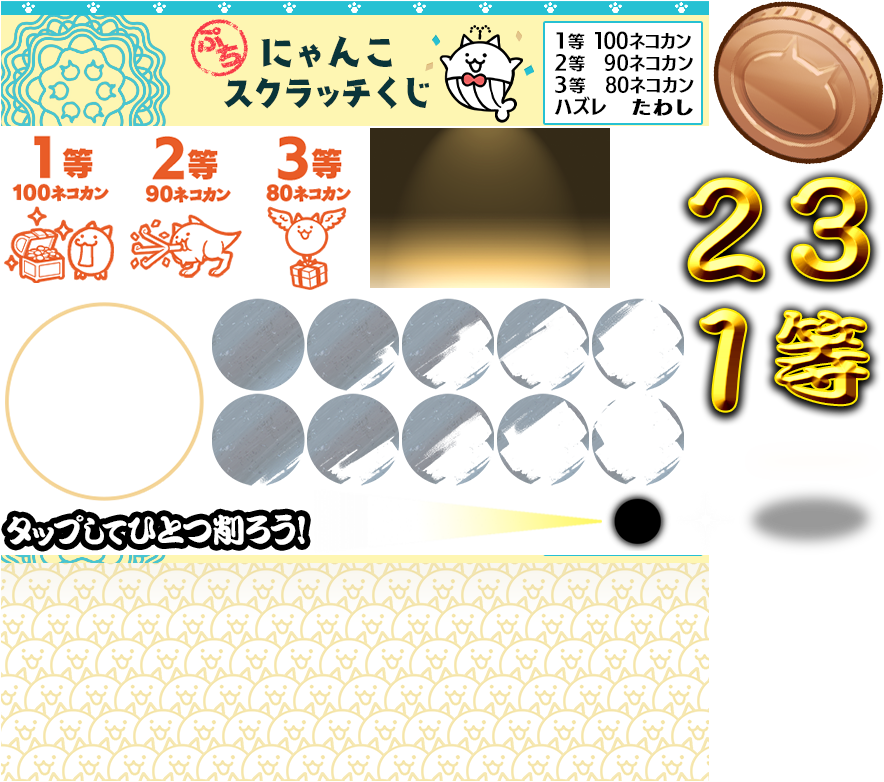 ぷち
にゃんこ
スクラッチくじ
1等 100ネコカン
2等 90ネコカン
3等 80ネコカン
ハズレ たわし
1等
100ネコカン
2等
90ネコカン
3等
80ネコカン
2 3
1 等
タップしてひとつ削ろう!